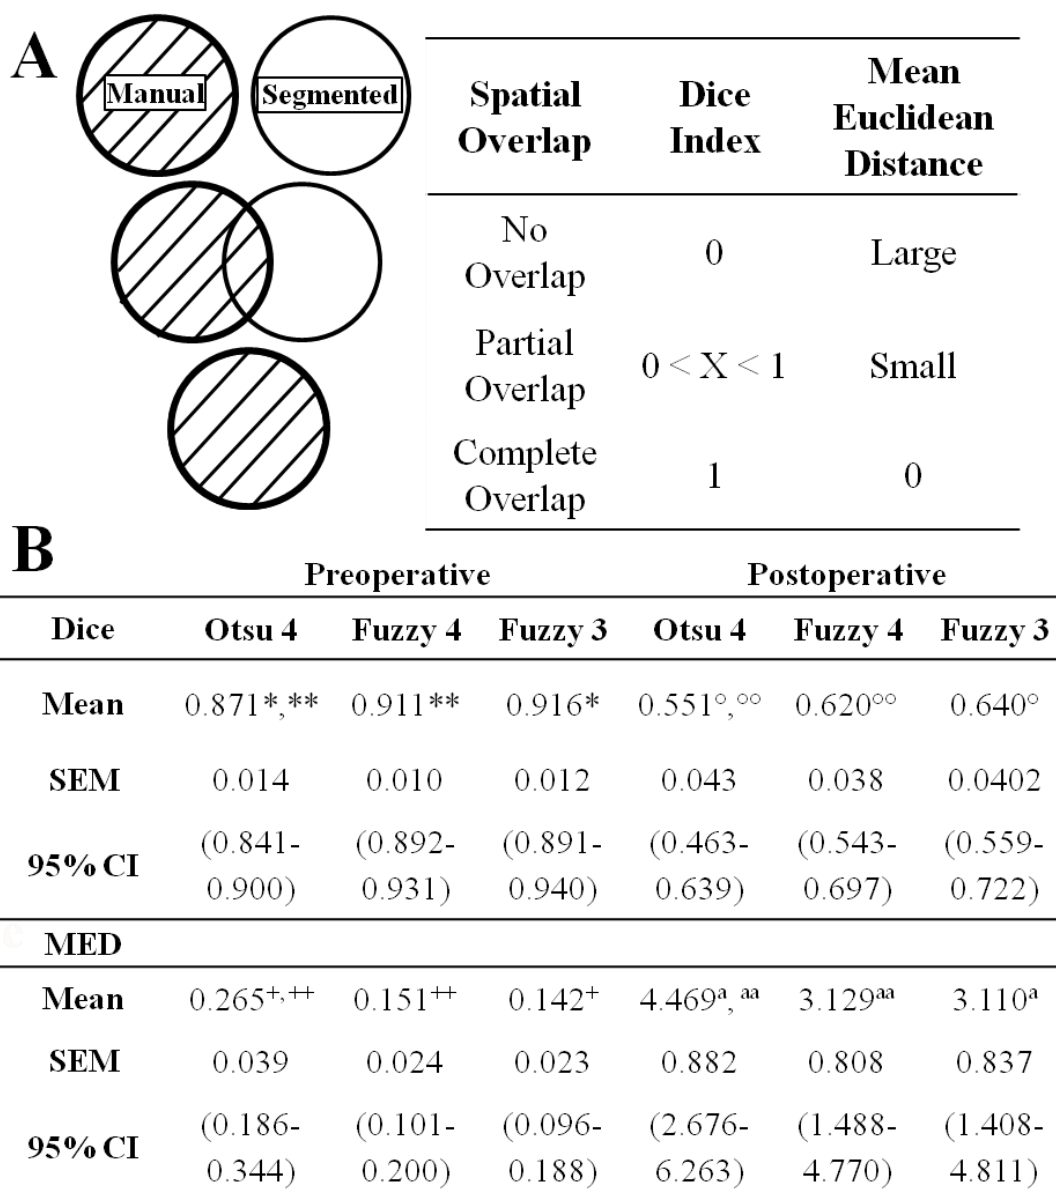 A
Manual
Segmented
Spatial Overlap
Dice Index
Mean Euclidean Distance
No Overlap
0
Large
Partial Overlap
0 < X < 1
Small
Complete Overlap
1
0
B
Preoperative Postoperative
Dice Otsu 4 Fuzzy 4 Fuzzy 3 Otsu 4 Fuzzy 4 Fuzzy 3
Mean 0.871*,** 0.911** 0.916* 0.551°,°° 0.620°° 0.640°
SEM 0.014 0.010 0.012 0.043 0.038 0.0402
95% CI (0.841-0.900) (0.892-0.931) (0.891-0.940) (0.463-0.639) (0.543-0.697) (0.559-0.722)
MED
Mean 0.265⁺,⁺⁺ 0.151⁺⁺ 0.142⁺ 4.469ᵃ, ᵃᵃ 3.129ᵃᵃ 3.110ᵃ
SEM 0.039 0.024 0.023 0.882 0.808 0.837
95% CI (0.186-0.344) (0.101-0.200) (0.096-0.188) (2.676-6.263) (1.488-4.770) (1.408-4.811)